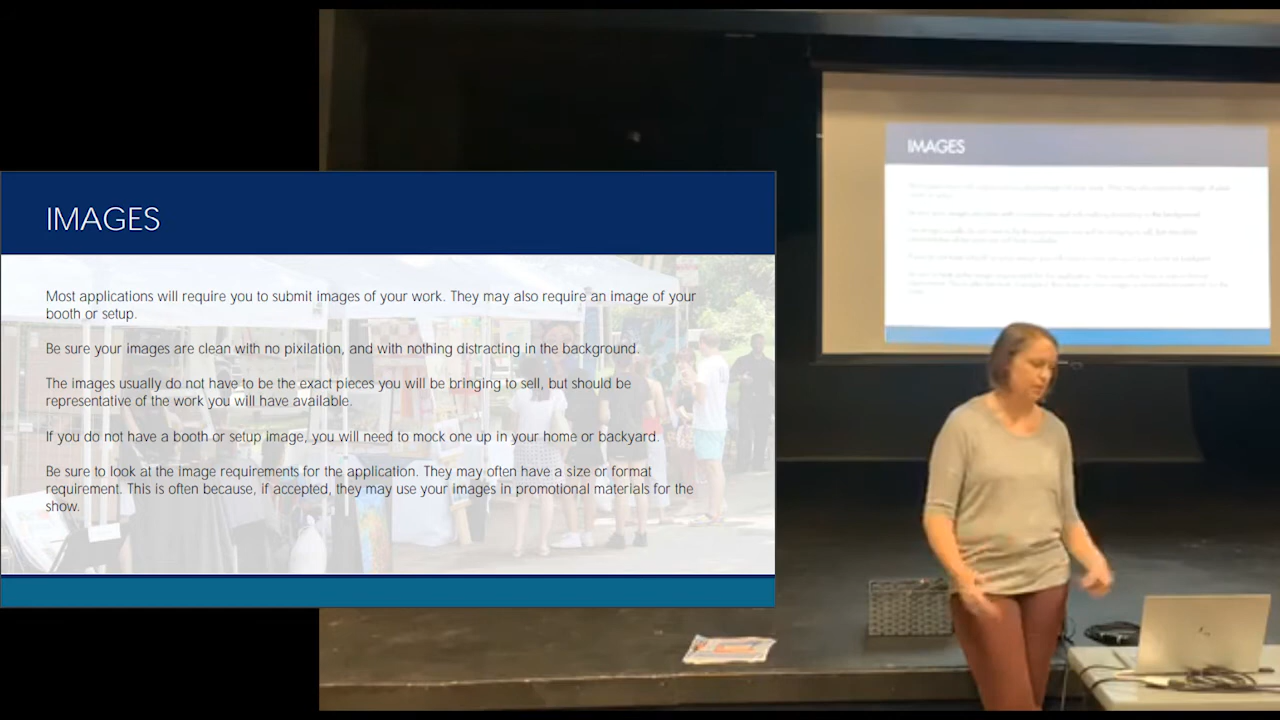 IMAGES
Most applications will require you to submit images of your work. They may also require an image of your
booth or setup.
Be sure your images are clean with no pixilation, and with nothing distracting in the background.
The images usually do not have to be the exact pieces you will be bringing to sell, but should be
representative of the work you will have available.
If you do not have a booth or setup image, you will need to mock one up in your home or backyard.
Be sure to look at the image requirements for the application. They may often have a size or format
requirement. This is often because, if accepted, they may use your images in promotional materials for the
show.
IMAGES